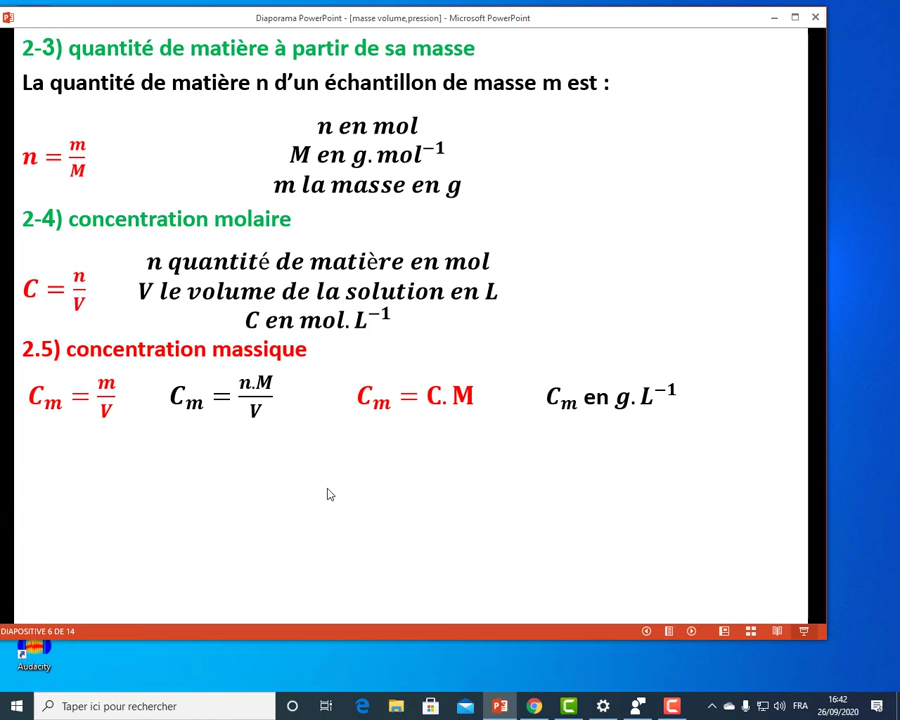 Diaporama PowerPoint - [masse volume,pression] - Microsoft PowerPoint
2-3) quantité de matière à partir de sa masse
La quantité de matière n d’un échantillon de masse m est :
n en mol
n = m/M
M en g.mol⁻¹
m la masse en g
2-4) concentration molaire
n quantité de matière en mol
C = n/V
V le volume de la solution en L
C en mol.L⁻¹
2.5) concentration massique
Cₘ = m/V Cₘ = n.M/V Cₘ = C.M Cₘ en g.L⁻¹
DIAPOSITIVE 6 DE 14
Audacity
Taper ici pour rechercher
FRA
16:42
26/09/2020